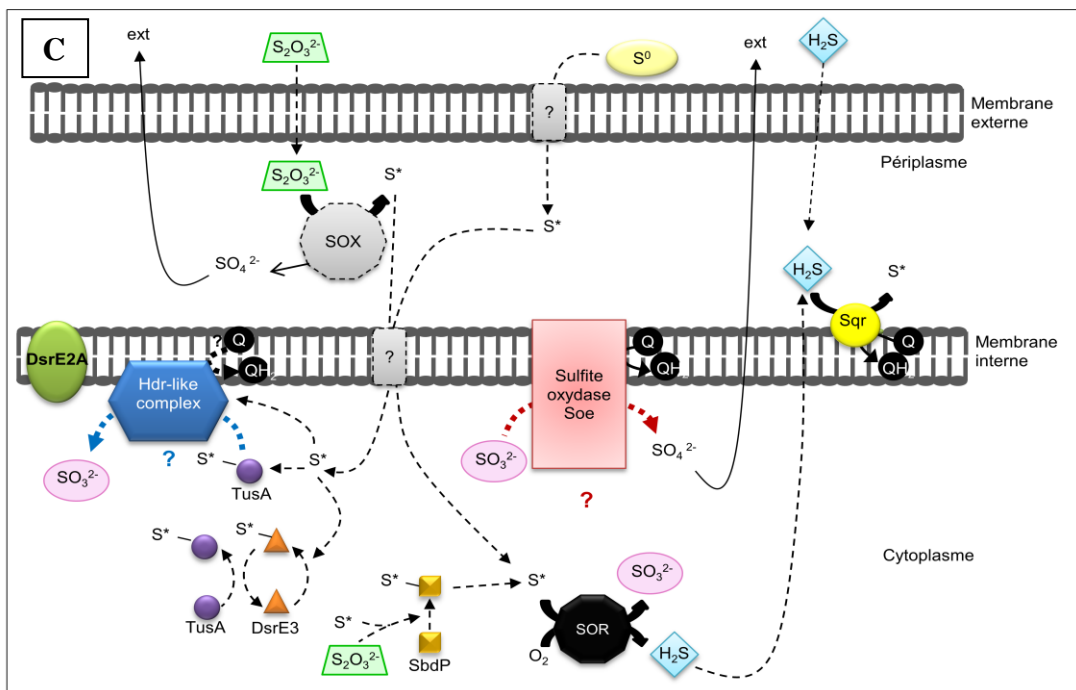 C
ext
S₂O₃²⁻
S⁰
ext
H₂S
?
Membrane
externe
Périplasme
S₂O₃²⁻
S*
S*
SOX
SO₄²⁻
H₂S
S*
Sqr
DsrE2A
?
Q
QH₂
Hdr-like
complex
?
Sulfite
oxydase
Soe
Q
QH
Q
QH
Membrane
interne
SO₃²⁻
?
S*
TusA
S*
SO₃²⁻
SO₄²⁻
?
S*
TusA
S*
DsrE3
Cytoplasme
S*
S*
S₂O₃²⁻
SbdP
S*
O₂
SOR
SO₃²⁻
H₂S